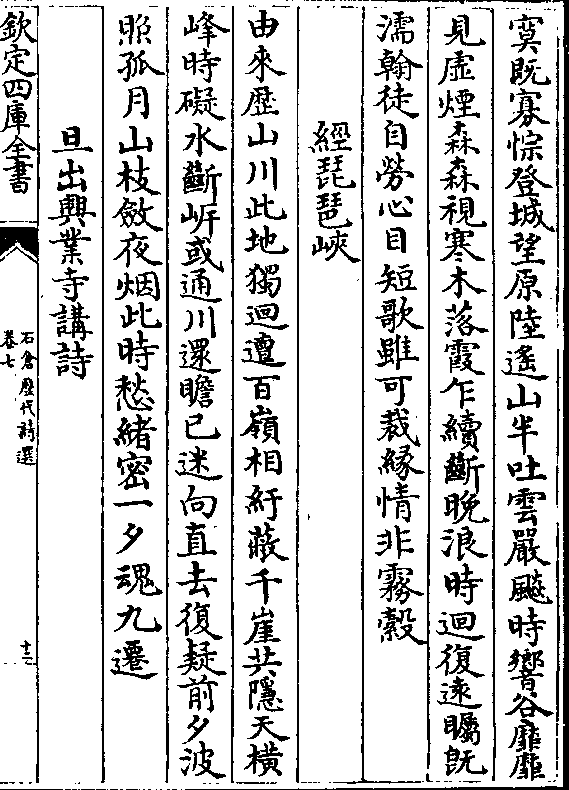 寞既寡悰登城望原陸遙山半吐雲嚴飈時響谷靡靡
見虛煙森森視寒木落霞乍續斷晚浪時迴復遠矚旣
濡翰徒自勞心目短歌雖可裁緣情非霧縠
經琵琶峽
由來歴山川此地獨迴邅百嶺相紆蔽千崖共隱天横
峰時礙水斷岍或通川還瞻已迷向直去復疑前夕波
照孤月山枝斂夜烟此時愁緒密一夕魂九遷
旦出興業寺講詩
欽定四庫全書
石倉歴代詩選
卷七
十三